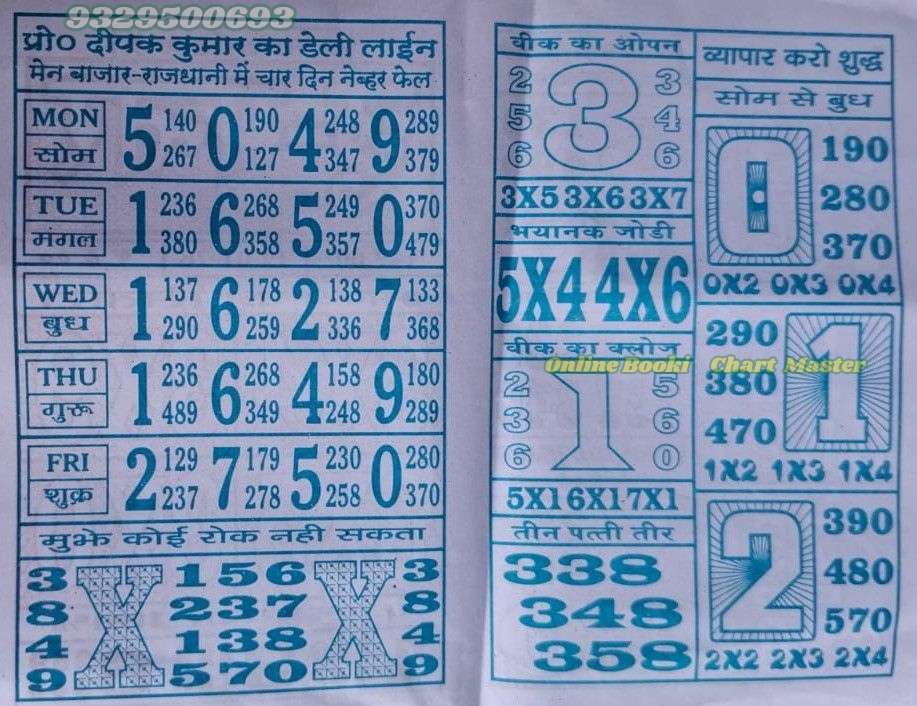 9329500693
प्रो० दीपक कुमार का डेली लाईन
मेन बाजार-राजधानी में चार दिन नेब्हर फेल
MON 5 140 0 190 4 248 9 289
सोम 267 127 347 379
TUE 1 236 6 268 5 249 0 370
मंगल 380 358 357 479
WED 1 137 6 178 2 138 7 133
बुध 290 259 336 368
THU 1 236 6 268 4 158 9 180
गुरू 489 349 248 289
FRI 2 129 7 179 5 230 0 280
शुक्र 237 278 258 370
मुझे कोई रोक नही सकता
3 X 156 X 3
8 237 8
4 138 4
9 570 9
वीक का ओपन
2 3 3
5 4
6 6
3X5 3X6 3X7
भयानक जोडी
5X4 4X6
वीक का क्लोज
Online Booki Chart Master
2 1 5
3 6
6 0
5X1 6X1 7X1
तीन पत्ती तीर
338
348
358
व्यापार करो शुद्ध
सोम से बुध
0 190
280
370
0X2 0X3 0X4
290 1
380
470
1X2 1X3 1X4
2 390
480
570
2X2 2X3 2X4